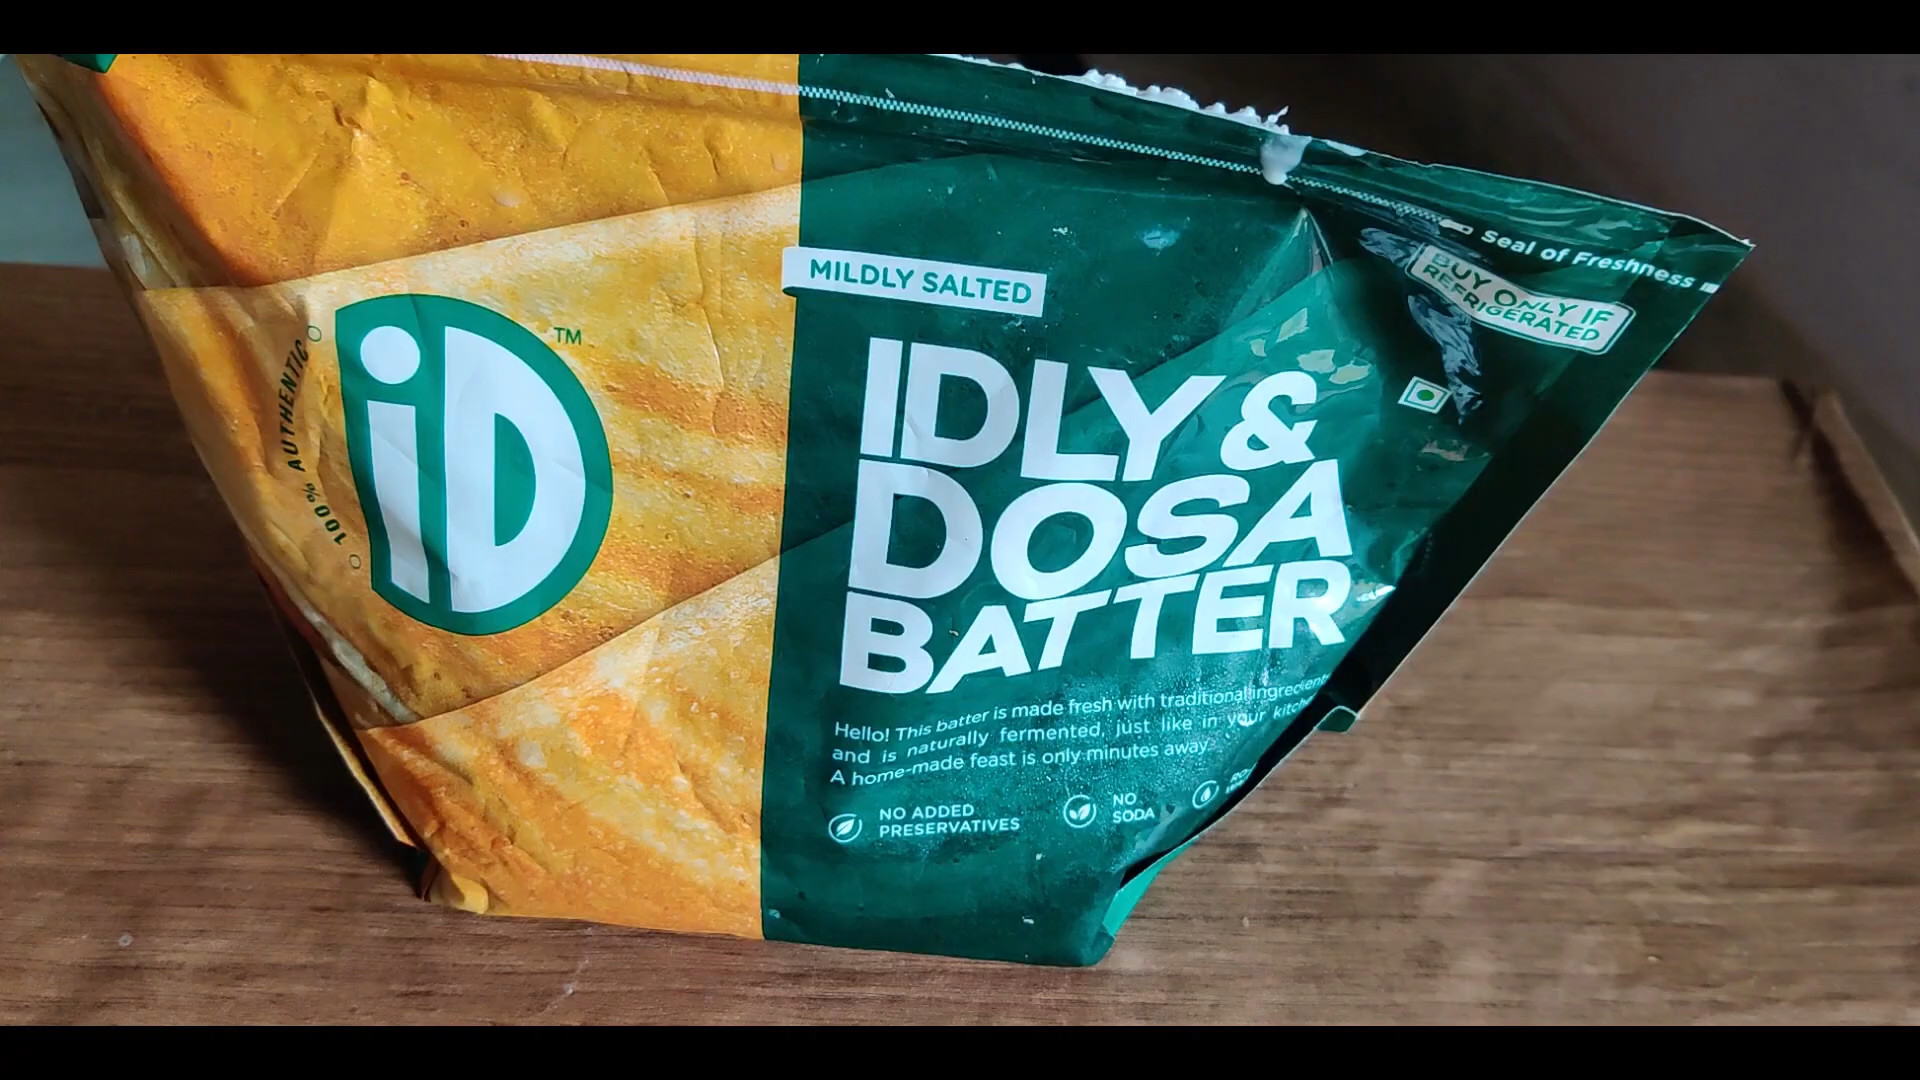 Seal of Freshness
BUY ONLY IF
REFRIGERATED
MILDLY SALTED
iD
TM
100% AUTHENTIC
IDLY &
DOSA
BATTER
Hello! This batter is made fresh with traditional ingredients
and is naturally fermented, just like in your
A home-made feast is only minutes away
NO ADDED
PRESERVATIVES
NO
SODA